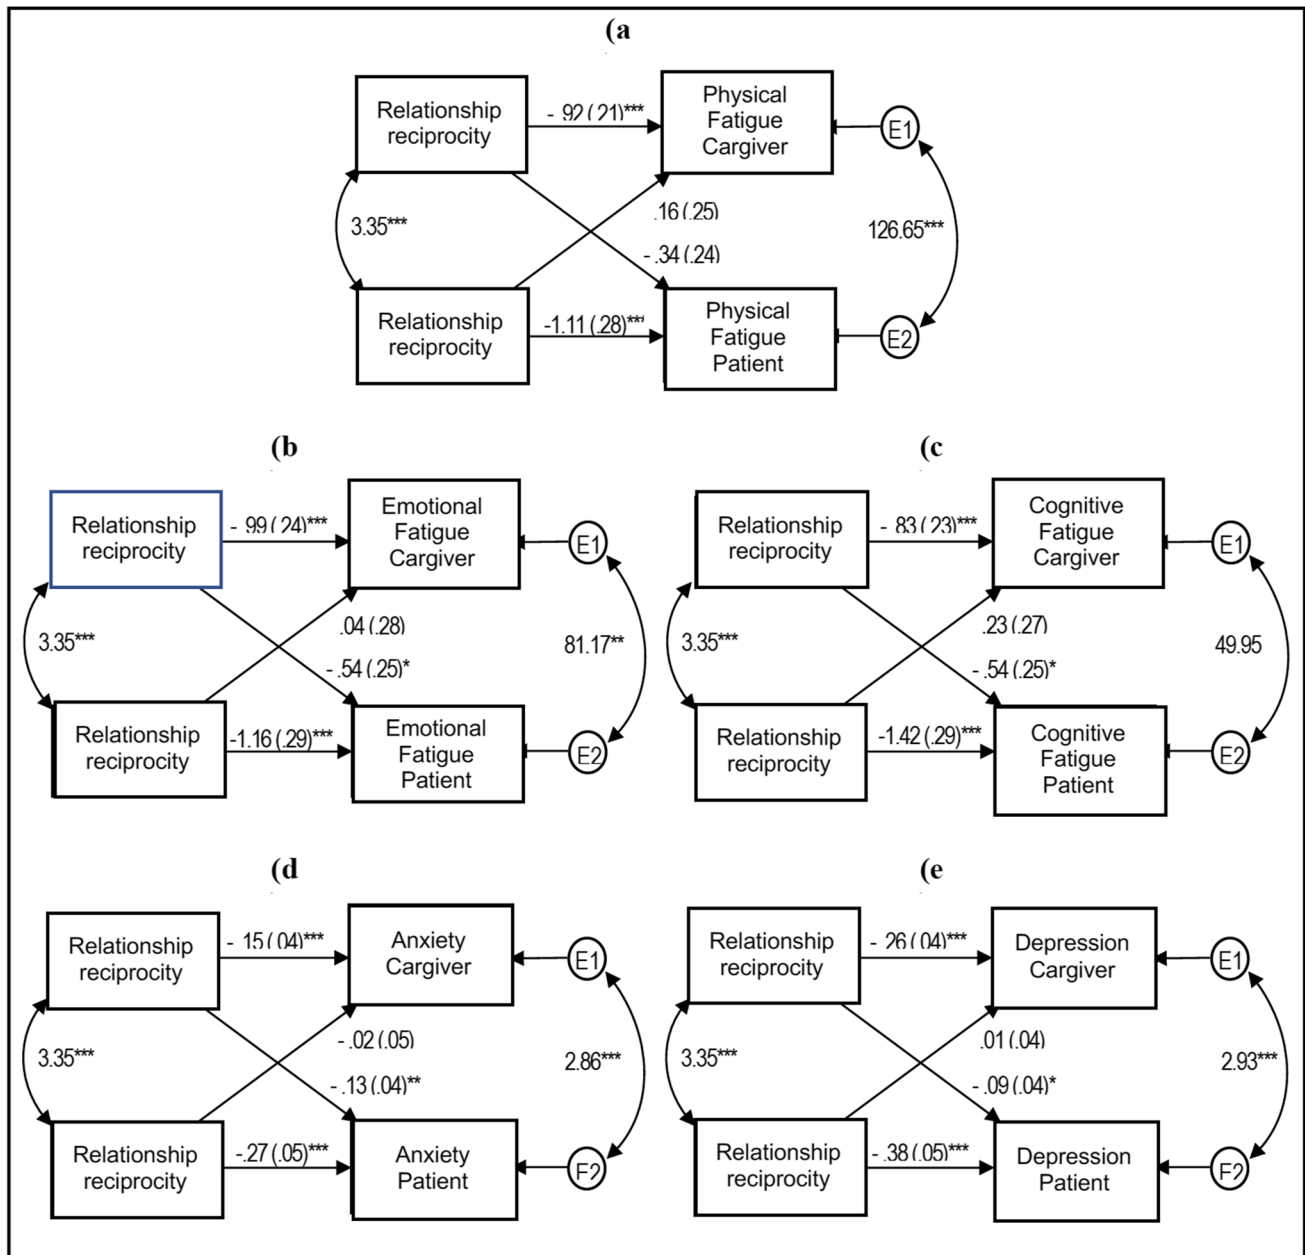 (a
Relationship
reciprocity
- .92 (.21)***
Physical
Fatigue
Cargiver
E1
3.35***
.16 (.25)
- .34 (.24)
126.65***
Relationship
reciprocity
-1.11 (.28)***
Physical
Fatigue
Patient
E2
(b
Relationship
reciprocity
- .99 (.24)***
Emotional
Fatigue
Cargiver
E1
3.35***
.04 (.28)
- .54 (.25)*
81.17**
Relationship
reciprocity
-1.16 (.29)***
Emotional
Fatigue
Patient
E2
(c
Relationship
reciprocity
- .83 (.23)***
Cognitive
Fatigue
Cargiver
E1
3.35***
.23 (.27)
- .54 (.25)*
49.95
Relationship
reciprocity
-1.42 (.29)***
Cognitive
Fatigue
Patient
E2
(d
Relationship
reciprocity
- .15 (.04)***
Anxiety
Cargiver
E1
3.35***
- .02 (.05)
- .13 (.04)**
2.86***
Relationship
reciprocity
-.27 (.05)***
Anxiety
Patient
E2
(e
Relationship
reciprocity
- .26 (.04)***
Depression
Cargiver
E1
3.35***
.01 (.04)
- .09 (.04)*
2.93***
Relationship
reciprocity
- .38 (.05)***
Depression
Patient
E2